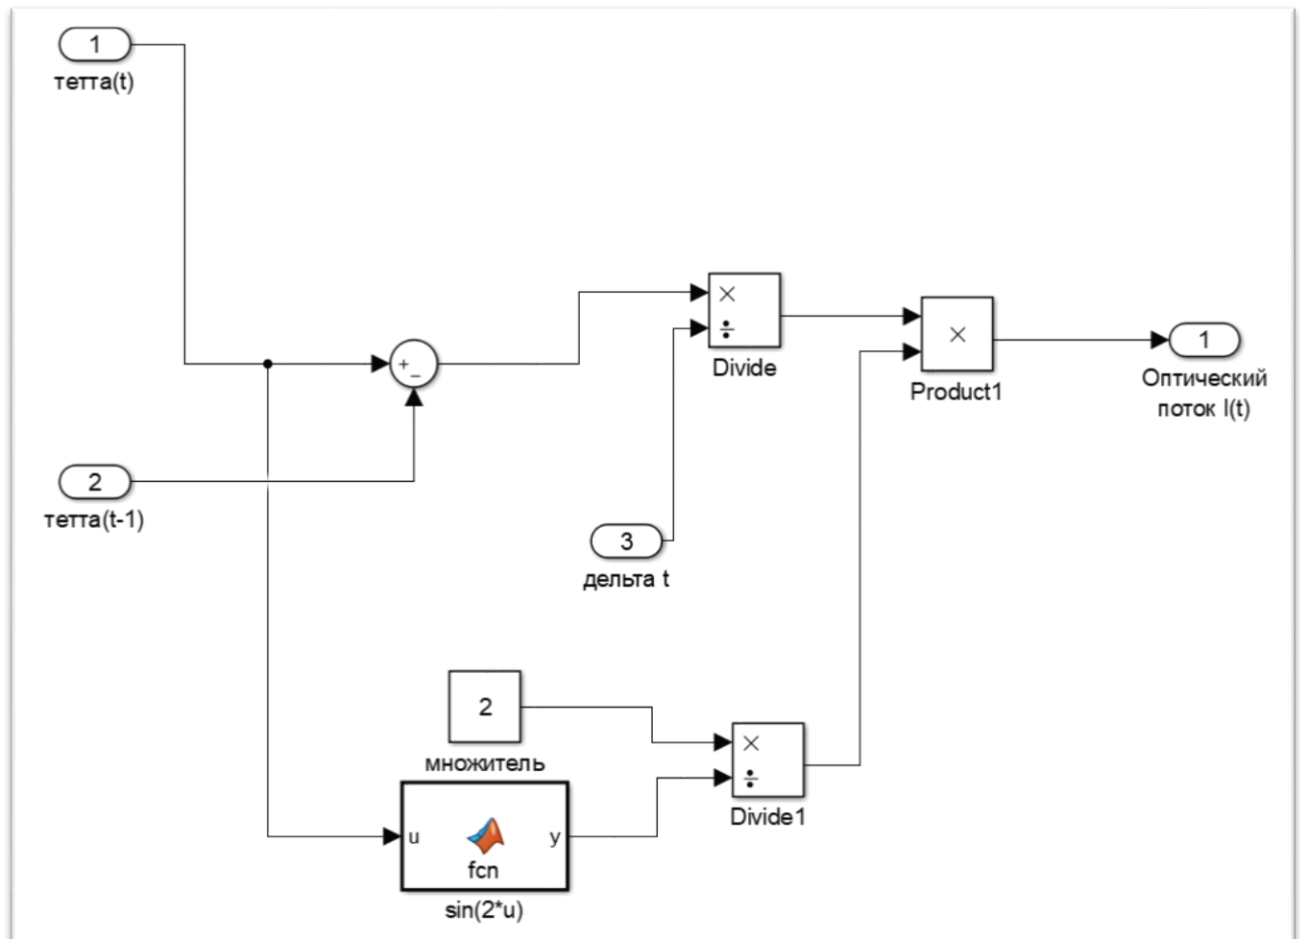 1
тетта(t)
+
−
×
÷
Divide
×
Product1
1
Оптический
поток I(t)
2
тетта(t-1)
3
дельта t
2
множитель
×
÷
Divide1
u
fcn
y
sin(2*u)